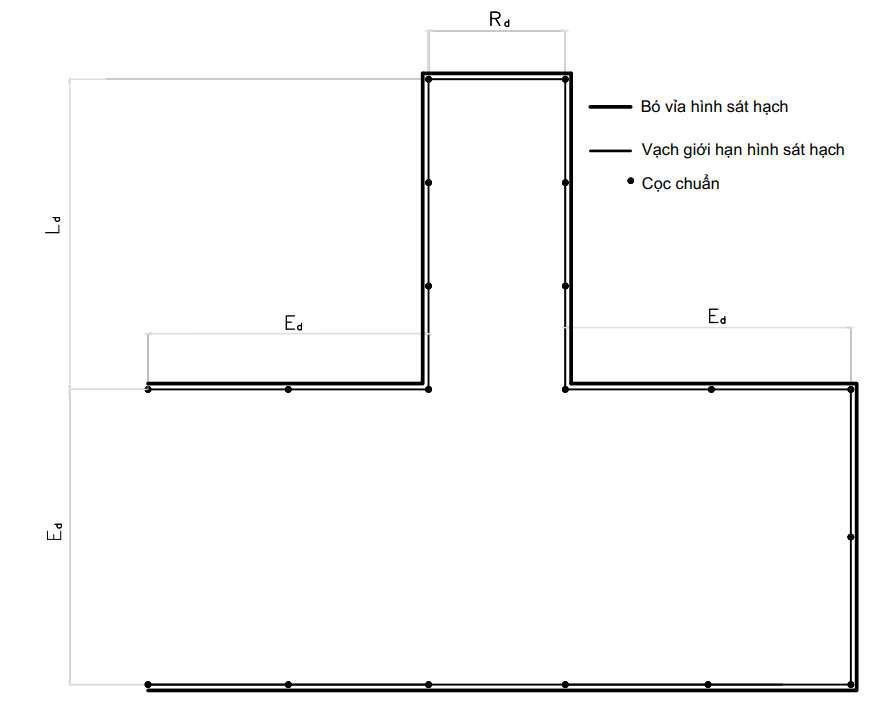 Rd
Bó vỉa hình sát hạch
Vạch giới hạn hình sát hạch
Cọc chuẩn
Ld
Ed
Ed
Ed